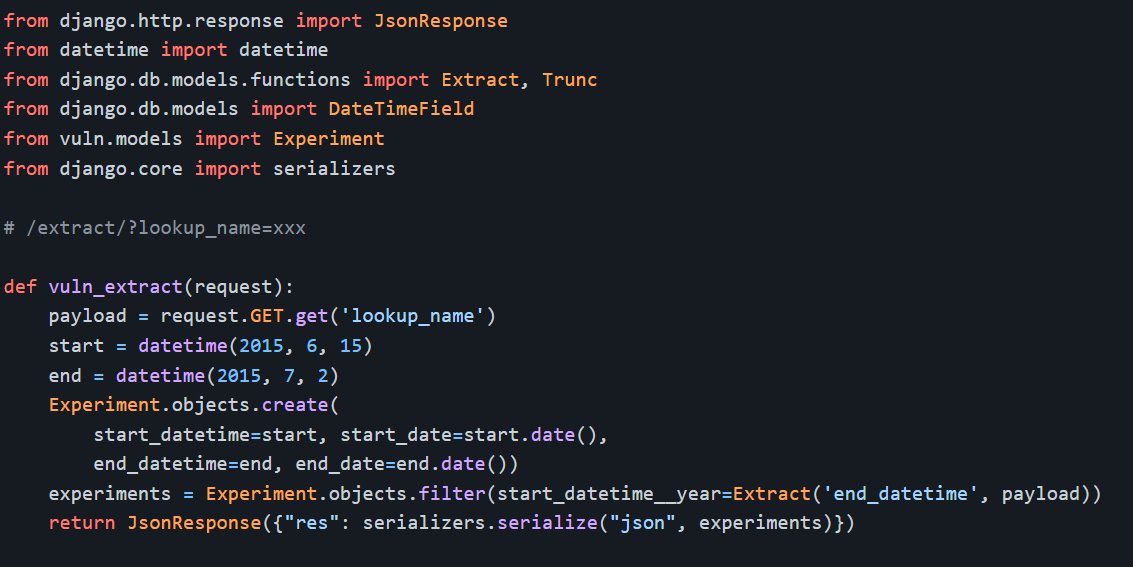 from django.http.response import JsonResponse
from datetime import datetime
from django.db.models.functions import Extract, Trunc
from django.db.models import DateTimeField
from vuln.models import Experiment
from django.core import serializers

# /extract/?lookup_name=xxx

def vuln_extract(request):
    payload = request.GET.get('lookup_name')
    start = datetime(2015, 6, 15)
    end = datetime(2015, 7, 2)
    Experiment.objects.create(
        start_datetime=start, start_date=start.date(),
        end_datetime=end, end_date=end.date())
    experiments = Experiment.objects.filter(start_datetime__year=Extract('end_datetime', payload))
    return JsonResponse({"res": serializers.serialize("json", experiments)})